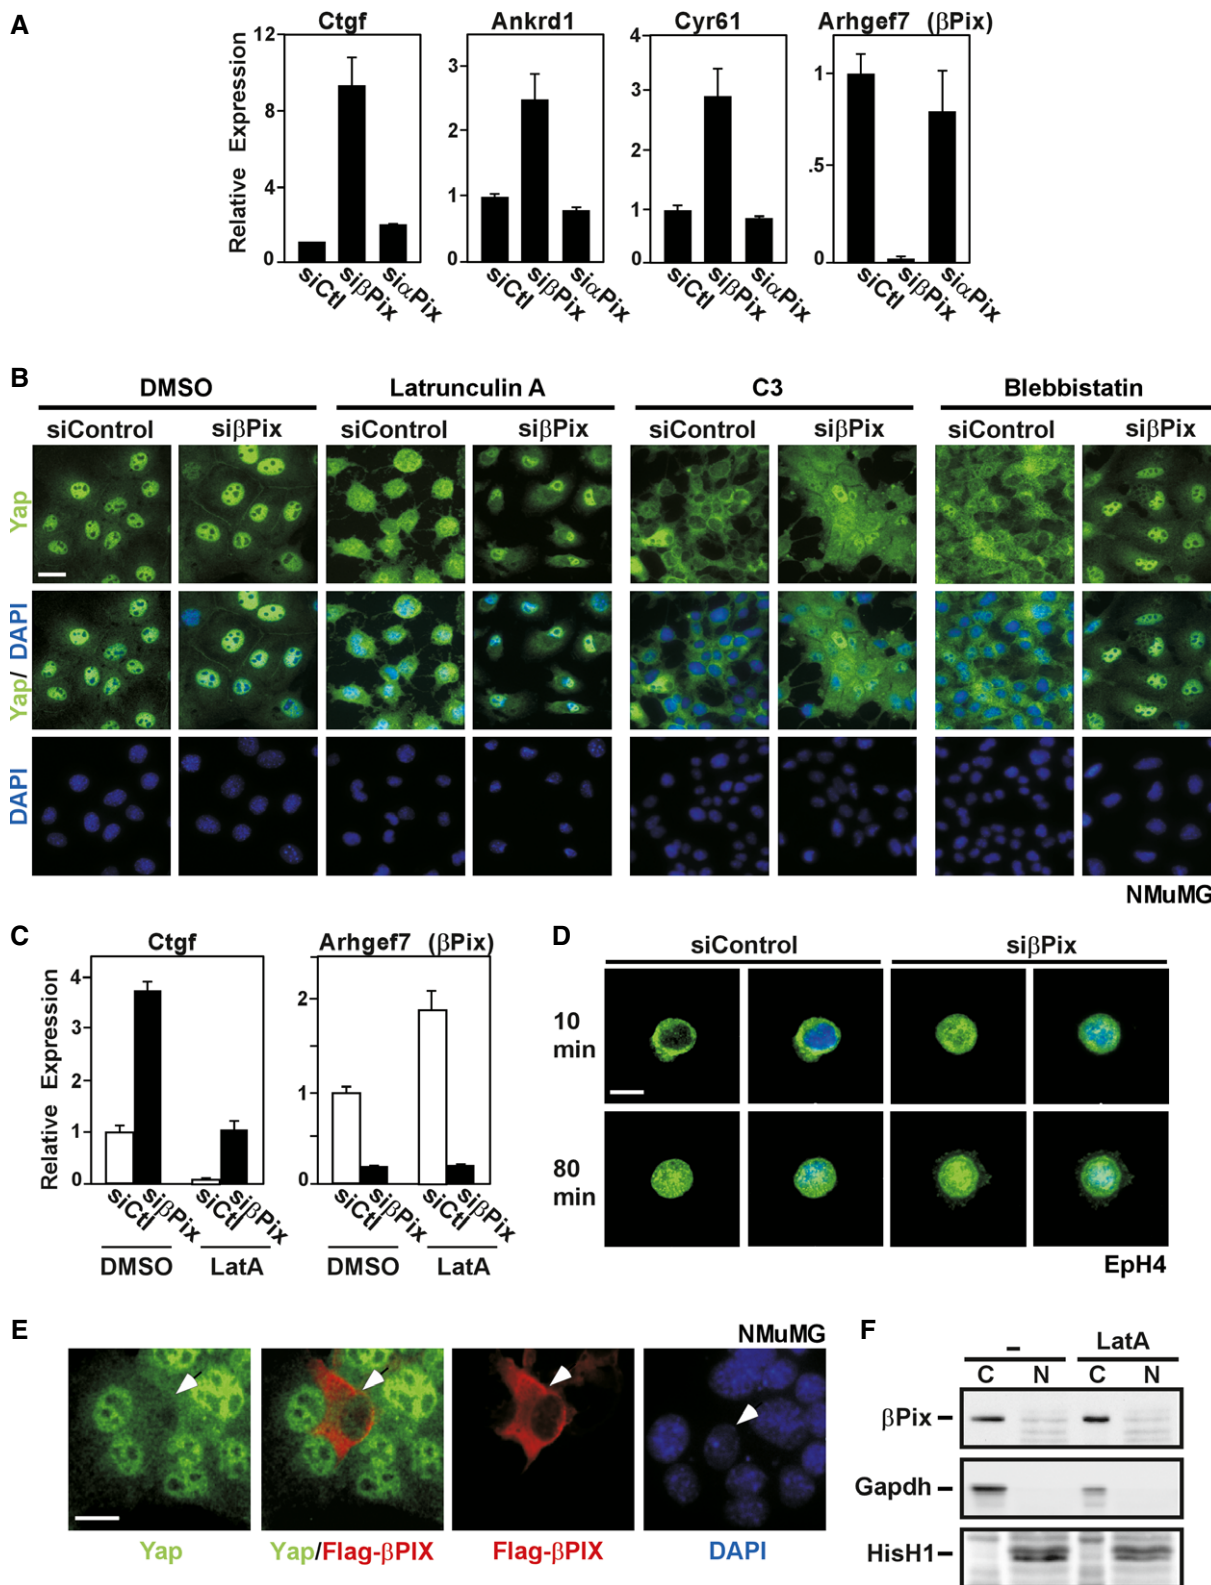 A
Ctgf
Ankrd1
Cyr61
Arhgef7 (βPix)
Relative Expression
12
8
4
0
3
2
1
0
4
3
2
1
0
1
.5
0
siCtl
siβPix
siαPix
siCtl
siβPix
siαPix
siCtl
siβPix
siαPix
siCtl
siβPix
siαPix
B
DMSO
Latrunculin A
C3
Blebbistatin
siControl
siβPix
siControl
siβPix
siControl
siβPix
siControl
siβPix
Yap
Yap/ DAPI
DAPI
NMuMG
C
Ctgf
Arhgef7 (βPix)
Relative Expression
4
3
2
1
0
2
1
0
siCtl
siβPix
siCtl
siβPix
siCtl
siβPix
siCtl
siβPix
DMSO
LatA
DMSO
LatA
D
siControl
siβPix
10 
min
80
min
EpH4
E
NMuMG
Yap
Yap/Flag-βPIX
Flag-βPIX
DAPI
F
–
LatA
C
N
C
N
βPix
Gapdh
HisH1